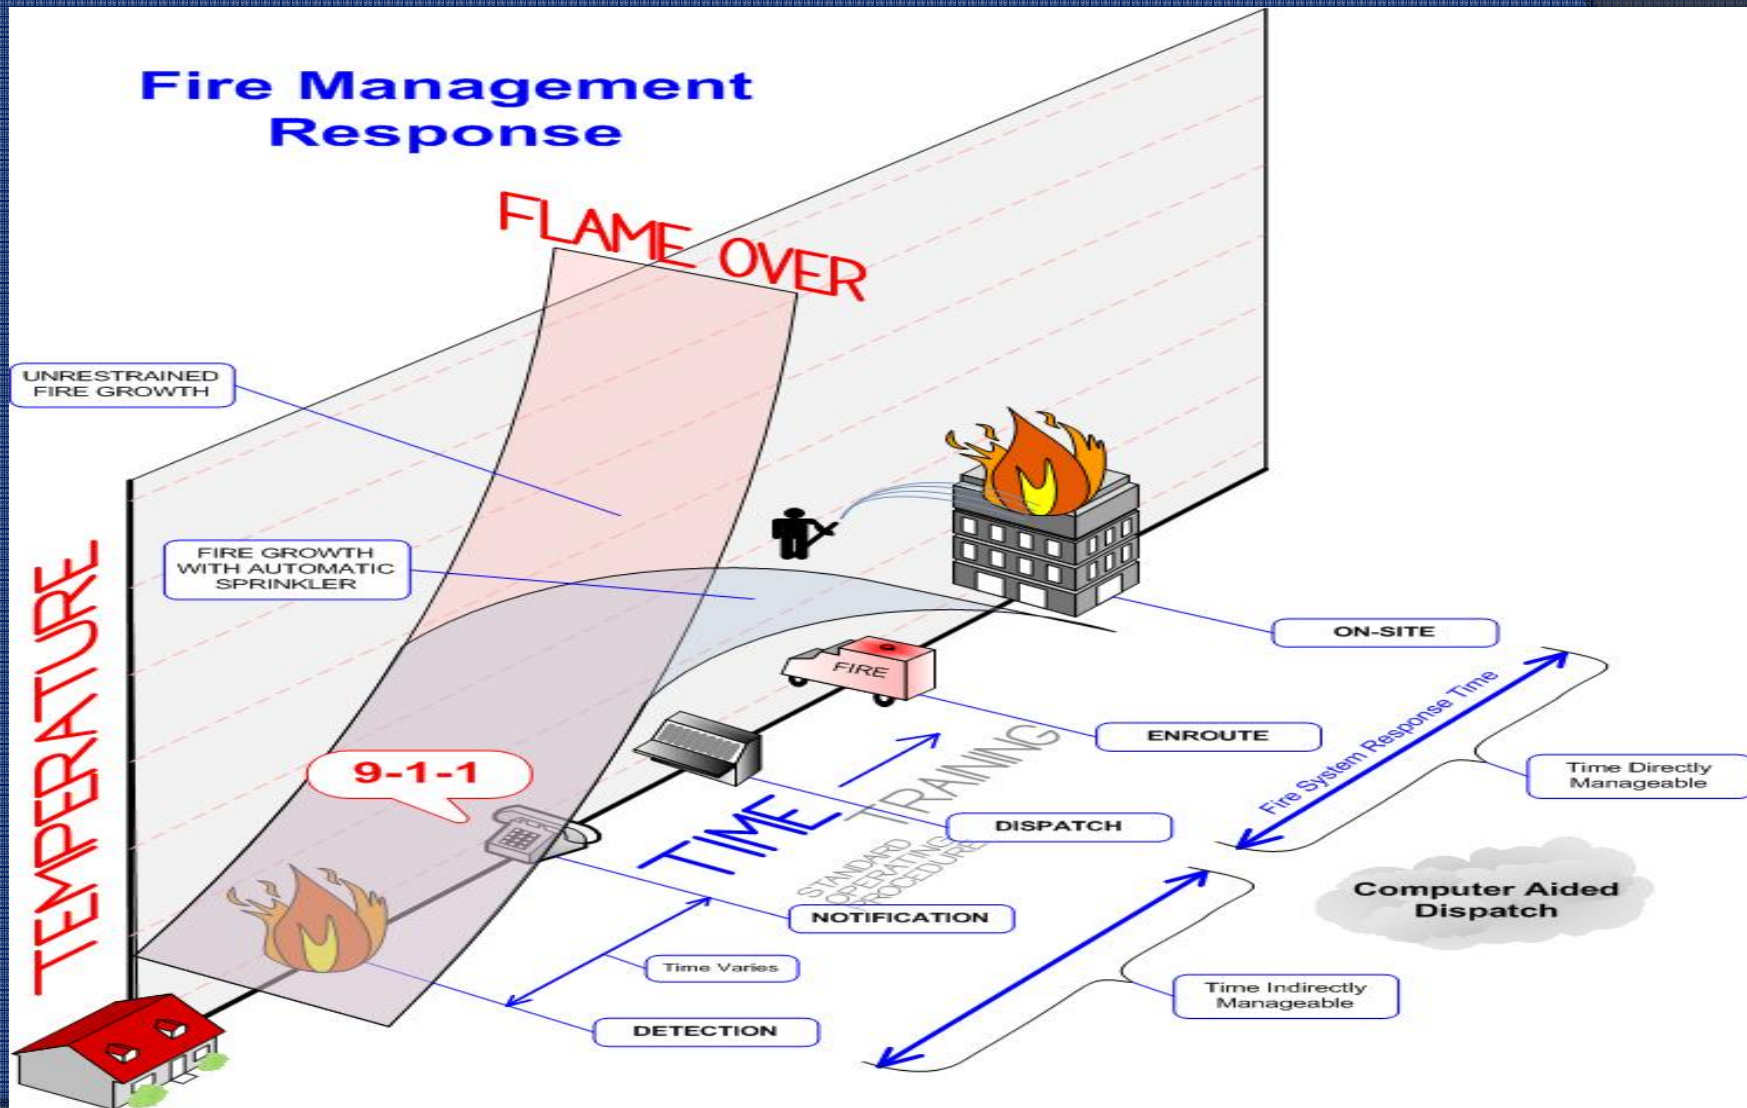 Fire Management
Response
FLAME OVER
UNRESTRAINED
FIRE GROWTH
FIRE GROWTH
WITH AUTOMATIC
SPRINKLER
TEMPERATURE
9-1-1
FIRE
ON-SITE
ENROUTE
Fire System Response Time
Time Directly
Manageable
TIME
TRAINING
DISPATCH
STANDARD
OPERATING
PROCEDURE
Computer Aided
Dispatch
NOTIFICATION
Time Varies
Time Indirectly
Manageable
DETECTION